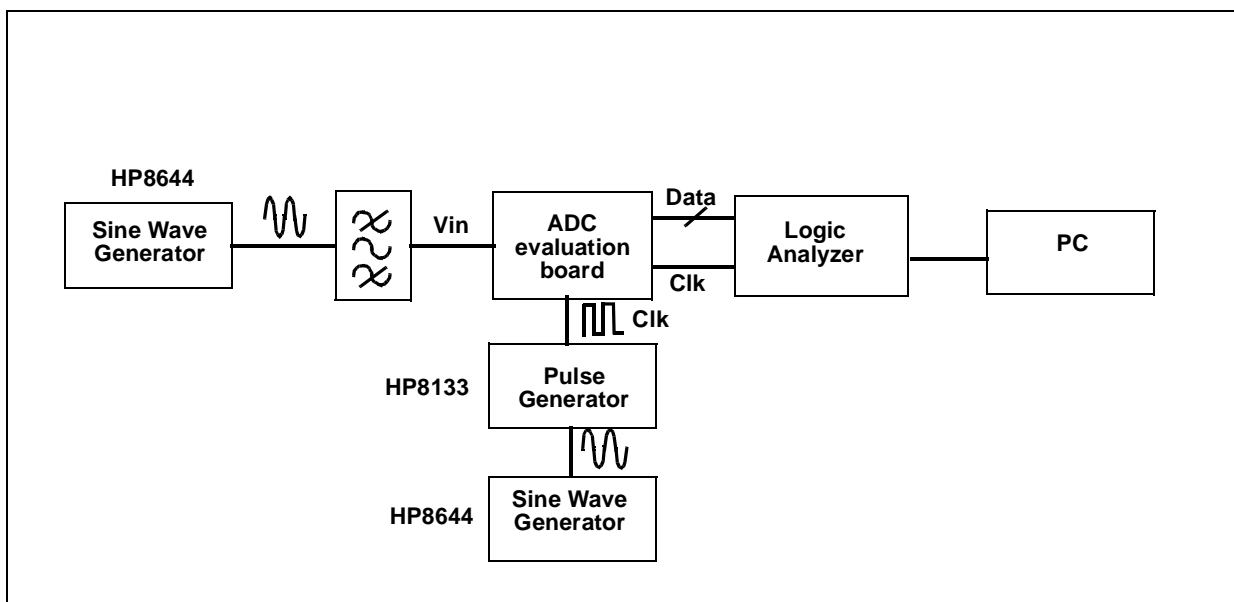 HP8644
Sine Wave
Generator
Vin
ADC
evaluation
board
Data
Clk
Logic
Analyzer
PC
Clk
HP8133
Pulse
Generator
HP8644
Sine Wave
Generator